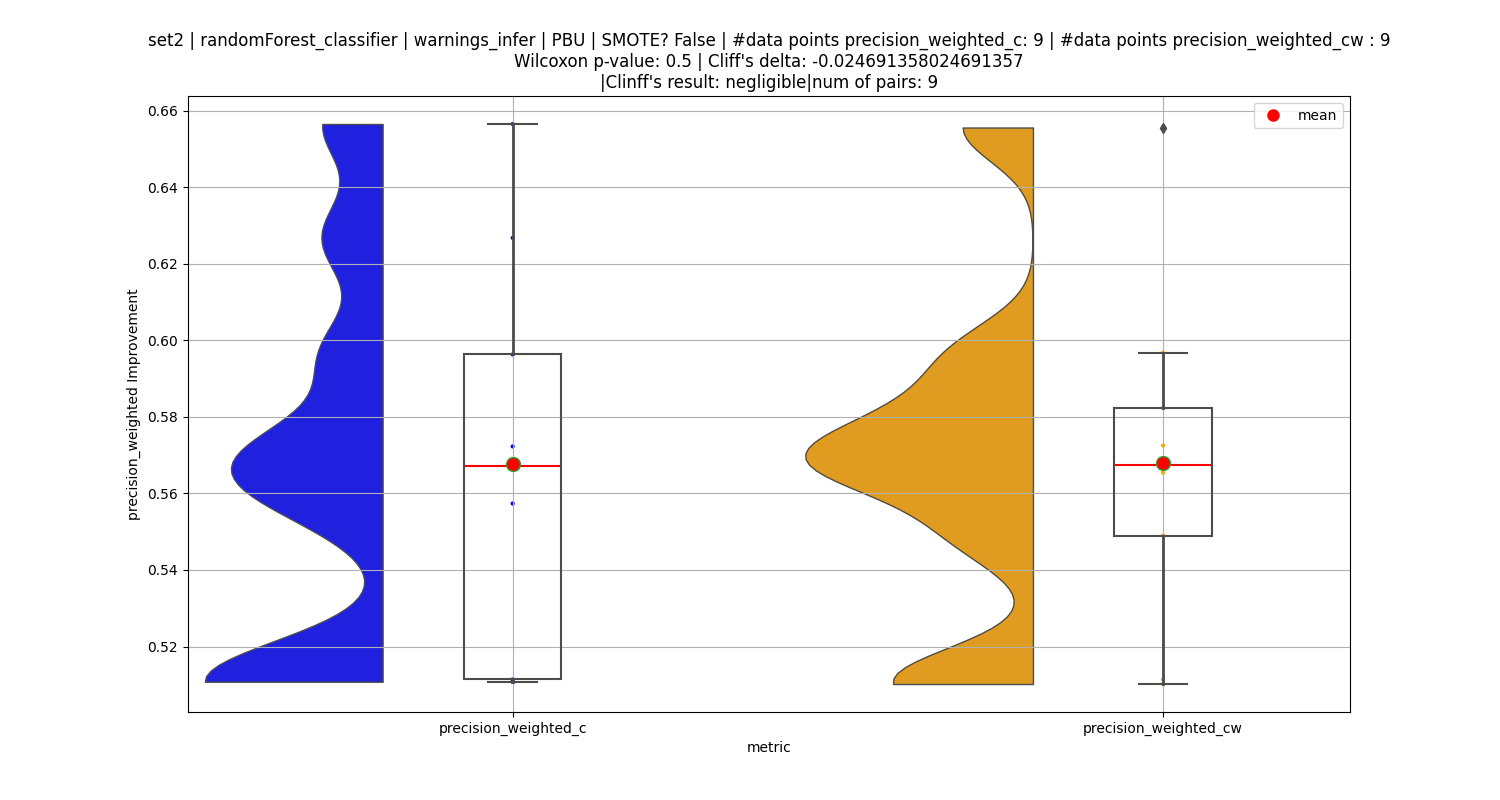 set2 | randomForest_classifier | warnings_infer | PBU | SMOTE? False | #data points precision_weighted_c: 9 | #data points precision_weighted_cw : 9
Wilcoxon p-value: 0.5 | Cliff's delta: -0.024691358024691357
|Clinff's result: negligible|num of pairs: 9
mean
0.66
0.64
0.62
0.60
0.58
0.56
0.54
0.52
precision_weighted Improvement
precision_weighted_c
precision_weighted_cw
metric